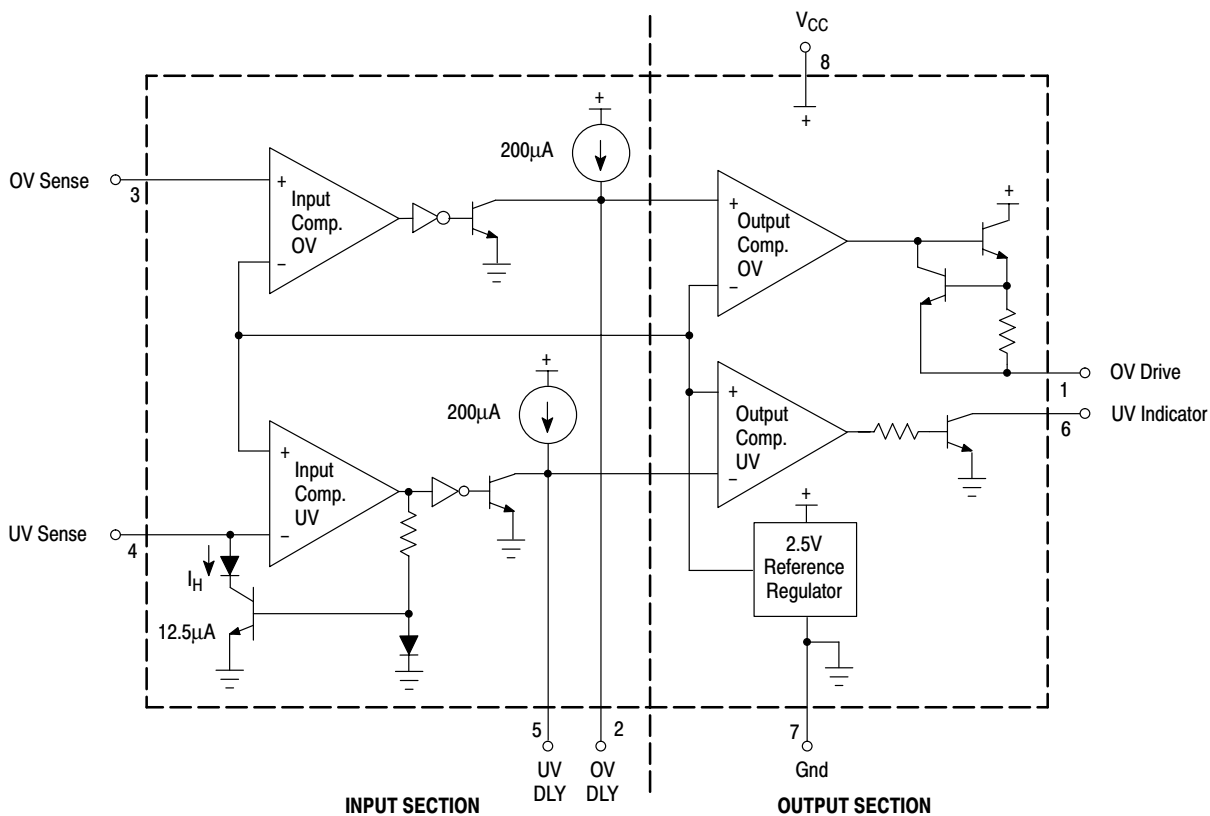 VCC
8
+
+
200µA
OV Sense
3
+
Input
Comp.
OV
−
+
Output
Comp.
OV
−
+
+
200µA
1
OV Drive
+
Output
Comp.
UV
−
6
UV Indicator
+
Input
Comp.
UV
−
UV Sense
4
IH
12.5µA
+
2.5V
Reference
Regulator
5
2
7
UV
DLY
OV
DLY
Gnd
INPUT SECTION
OUTPUT SECTION